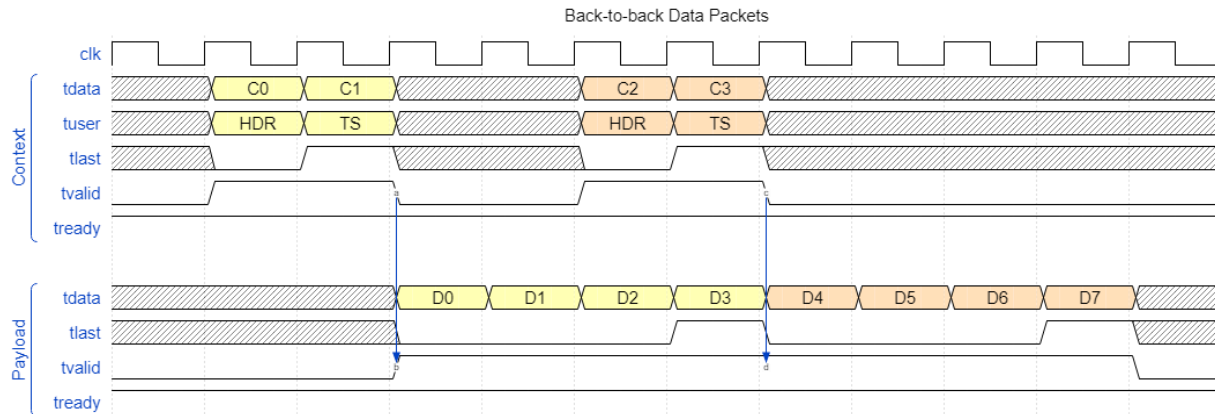 Back-to-back Data Packets
clk
Context
tdata C0 C1 C2 C3
tuser HDR TS HDR TS
tlast
tvalid a c
tready
Payload
tdata D0 D1 D2 D3 D4 D5 D6 D7
tlast
tvalid b d
tready